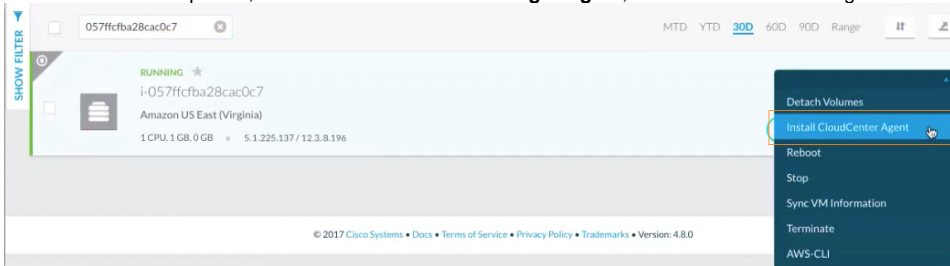 057ffcfba28cac0c7
MTD YTD 30D 60D 90D Range
SHOW FILTER
RUNNING
i-057ffcfba28cac0c7
Amazon US East (Virginia)
1 CPU, 1 GB, 0 GB 5.1.225.137 / 12.3.8.196
Detach Volumes
Install CloudCenter Agent
Reboot
Stop
Sync VM Information
Terminate
AWS-CLI
© 2017 Cisco Systems • Docs • Terms of Service • Privacy Policy • Trademarks • Version: 4.8.0